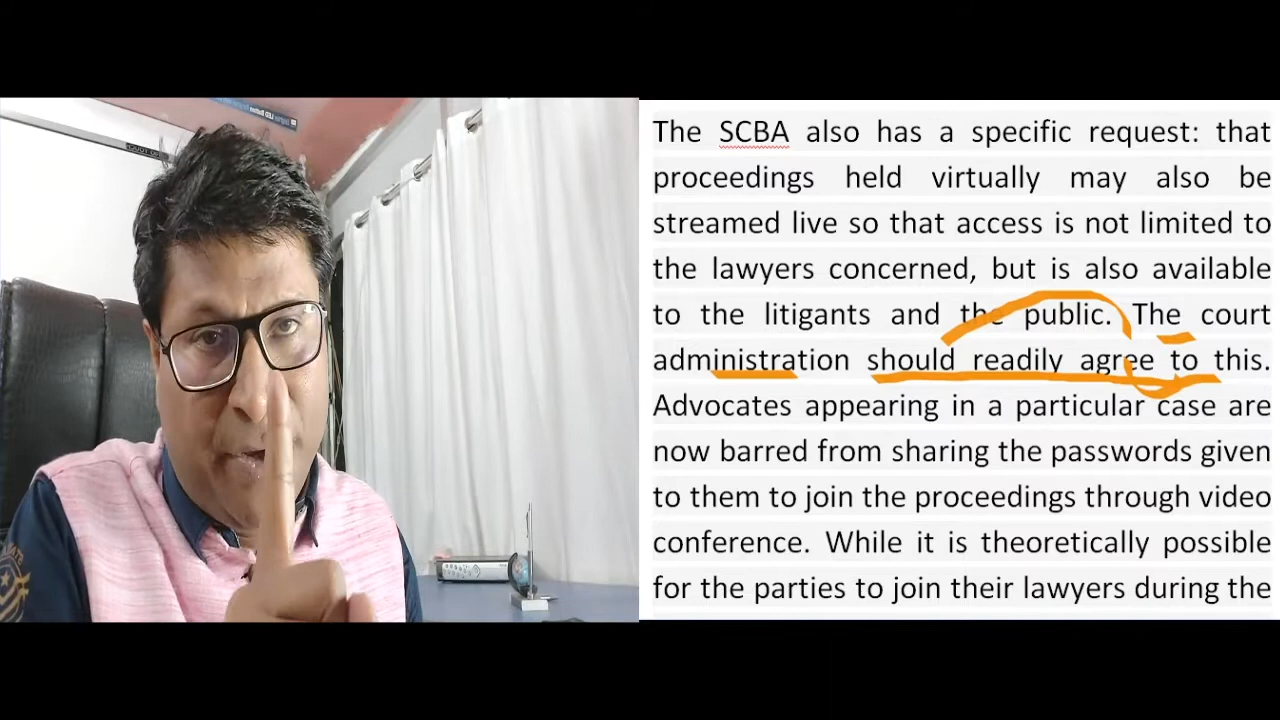 The SCBA also has a specific request: that
proceedings held virtually may also be
streamed live so that access is not limited to
the lawyers concerned, but is also available
to the litigants and the public. The court
administration should readily agree to this.
Advocates appearing in a particular case are
now barred from sharing the passwords given
to them to join the proceedings through video
conference. While it is theoretically possible
for the parties to join their lawyers during the